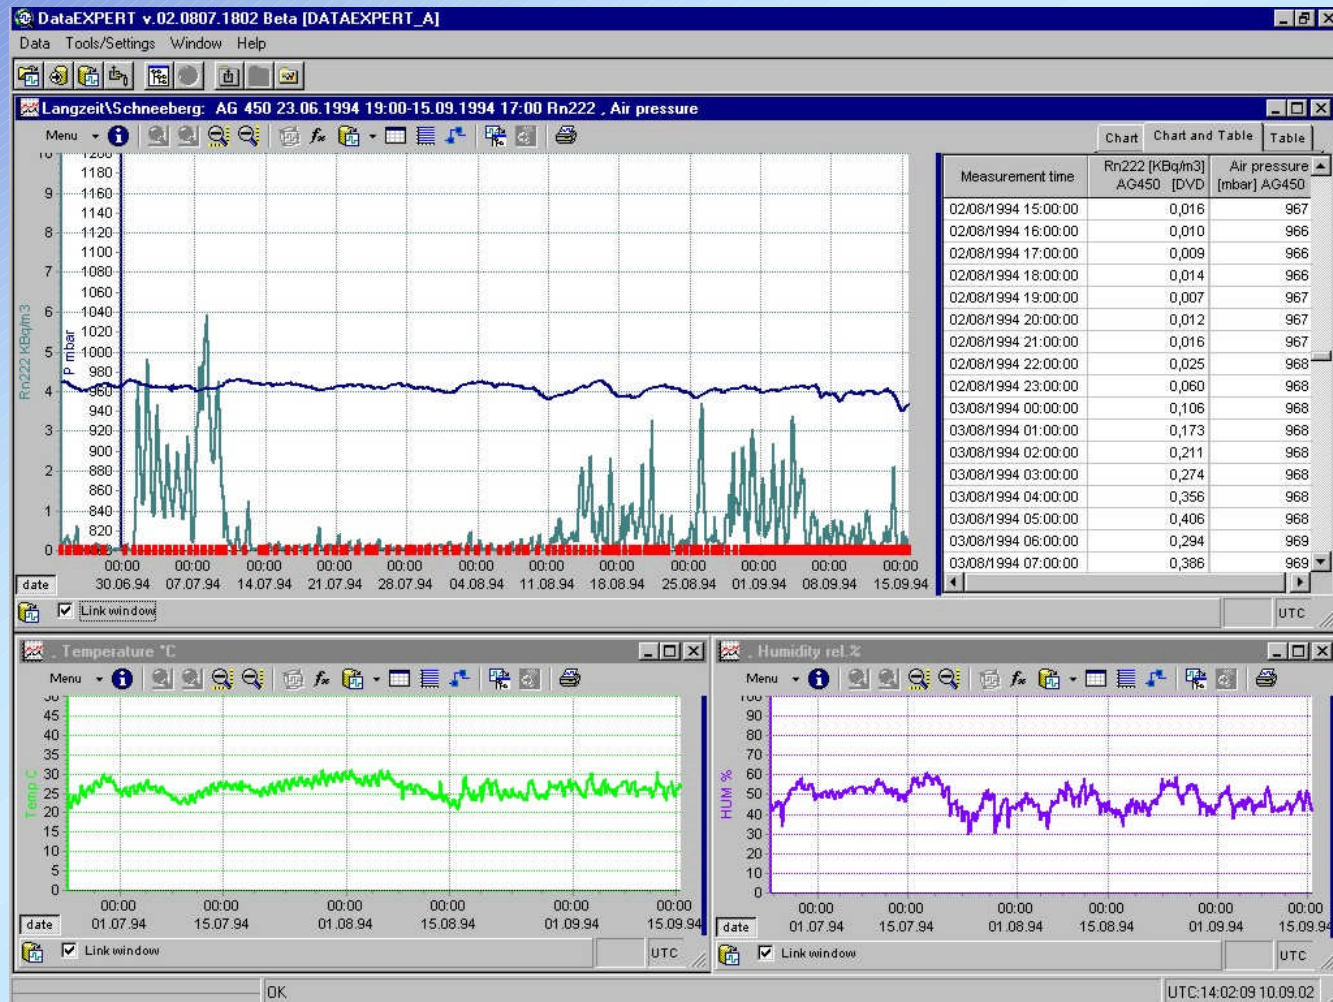 DataEXPERT v.02.0807.1802 Beta [DATAEXPERT_A]
Data Tools/Settings Window Help
Langzeit\Schneeberg: AG 450 23.06.1994 19:00-15.09.1994 17:00 Rn222 , Air pressure
Menu
Chart Chart and Table Table
Rn222 KBq/m3
10
9
8
7
6
5
4
3
2
1
0
P mbar
1200
1180
1160
1140
1120
1100
1080
1060
1040
1020
1000
980
960
940
920
900
880
860
840
820
00:00 00:00 00:00 00:00 00:00 00:00 00:00 00:00 00:00 00:00 00:00 00:00
date 30.06.94 07.07.94 14.07.94 21.07.94 28.07.94 04.08.94 11.08.94 18.08.94 25.08.94 01.09.94 08.09.94 15.09.94
Measurement time Rn222 [KBq/m3] AG450 [DVD Air pressure [mbar] AG450
02/08/1994 15:00:00 0,016 967
02/08/1994 16:00:00 0,010 966
02/08/1994 17:00:00 0,009 966
02/08/1994 18:00:00 0,014 966
02/08/1994 19:00:00 0,007 967
02/08/1994 20:00:00 0,012 967
02/08/1994 21:00:00 0,016 967
02/08/1994 22:00:00 0,025 968
02/08/1994 23:00:00 0,060 968
03/08/1994 00:00:00 0,106 968
03/08/1994 01:00:00 0,173 968
03/08/1994 02:00:00 0,211 968
03/08/1994 03:00:00 0,274 968
03/08/1994 04:00:00 0,356 968
03/08/1994 05:00:00 0,406 968
03/08/1994 06:00:00 0,294 969
03/08/1994 07:00:00 0,386 969
Link window UTC
. Temperature °C
Menu
Temp C
50
45
40
35
30
25
20
15
10
5
0
00:00 00:00 00:00 00:00 00:00 00:00
date 01.07.94 15.07.94 01.08.94 15.08.94 01.09.94 15.09.94
Link window UTC
. Humidity rel.%
Menu
HUM %
100
90
80
70
60
50
40
30
20
10
0
00:00 00:00 00:00 00:00 00:00 00:00
date 01.07.94 15.07.94 01.08.94 15.08.94 01.09.94 15.09.94
Link window UTC
OK UTC:14:02:09 10.09.02